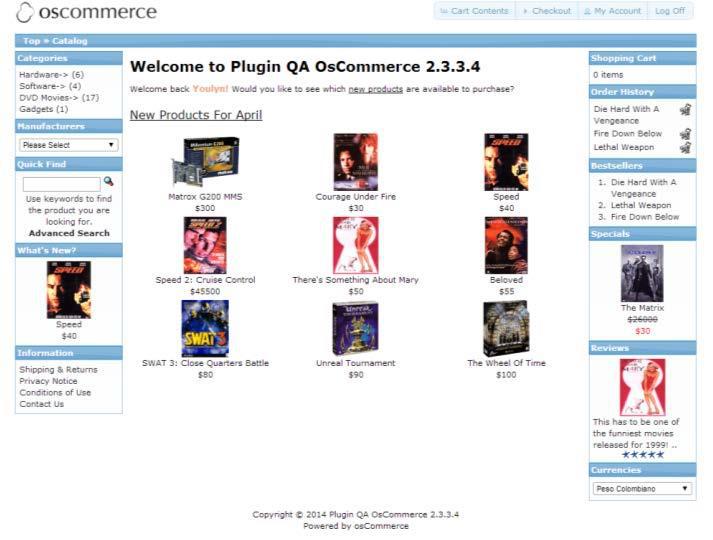 oscommerce
Cart Contents
Checkout
My Account
Log Off
Top » Catalog
Categories
Hardware-> (6)
Software-> (4)
DVD Movies-> (17)
Gadgets (1)
Manufacturers
Please Select
Quick Find
Use keywords to find
the product you are
looking for.
Advanced Search
What's New?
SPEED
Speed
$40
Information
Shipping & Returns
Privacy Notice
Conditions of Use
Contact Us
Welcome to Plugin QA OsCommerce 2.3.3.4
Welcome back Youlyn! Would you like to see which new products are available to purchase?
New Products For April
Matrox G200 MMS
$300
Courage Under Fire
$30
SPEED
Speed
$40
SPEED 2
Speed 2: Cruise Control
$45500
MARY
There's Something About Mary
$50
Beloved
$55
SWAT 3
SWAT 3: Close Quarters Battle
$80
Unreal
Unreal Tournament
$90
The Wheel Of Time
$100
Shopping Cart
0 items
Order History
Die Hard With A
Vengeance
Fire Down Below
Lethal Weapon
Bestsellers
1. Die Hard With A
Vengeance
2. Lethal Weapon
3. Fire Down Below
Specials
The Matrix
$26000
$30
Reviews
MARY
This has to be one of
the funniest movies
released for 1999! ..
Currencies
Peso Colombiano
Copyright © 2014 Plugin QA OsCommerce 2.3.3.4
Powered by osCommerce